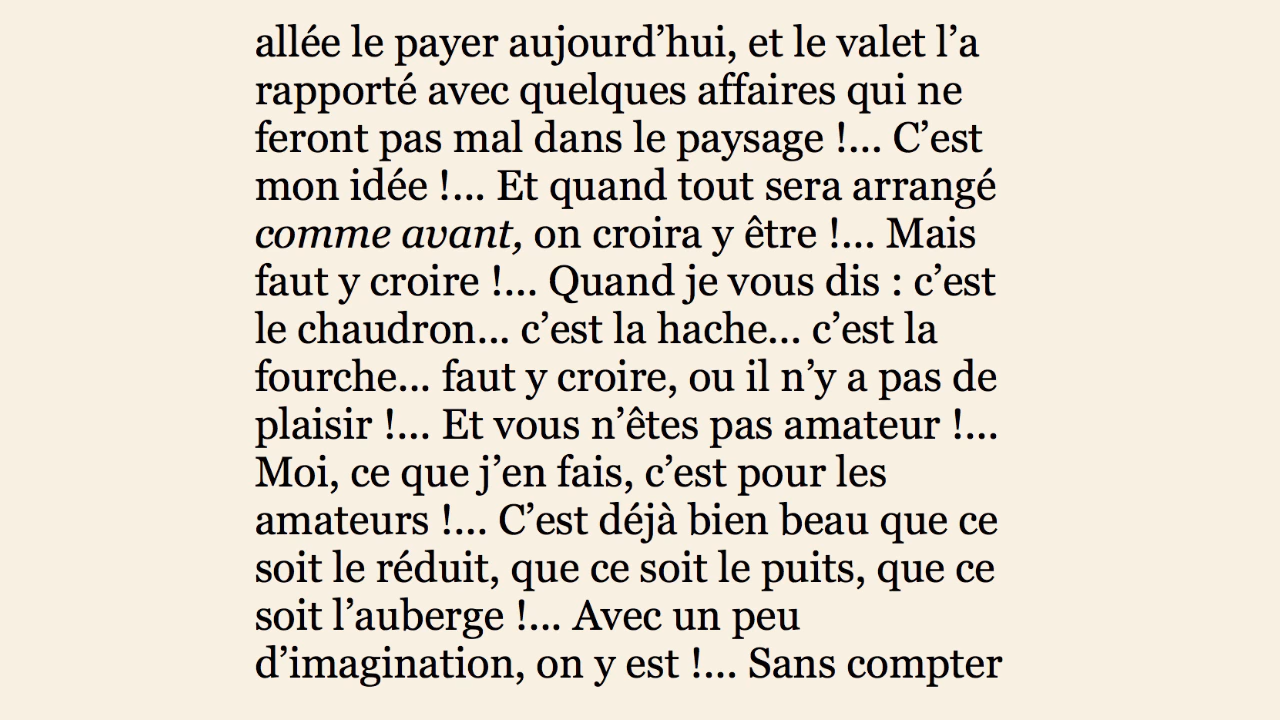 allée le payer aujourd’hui, et le valet l’a
rapporté avec quelques affaires qui ne
feront pas mal dans le paysage !... C’est
mon idée !... Et quand tout sera arrangé
comme avant, on croira y être !... Mais
faut y croire !... Quand je vous dis : c’est
le chaudron... c’est la hache... c’est la
fourche... faut y croire, ou il n’y a pas de
plaisir !... Et vous n’êtes pas amateur !...
Moi, ce que j’en fais, c’est pour les
amateurs !... C’est déjà bien beau que ce
soit le réduit, que ce soit le puits, que ce
soit l’auberge !... Avec un peu
d’imagination, on y est !... Sans compter